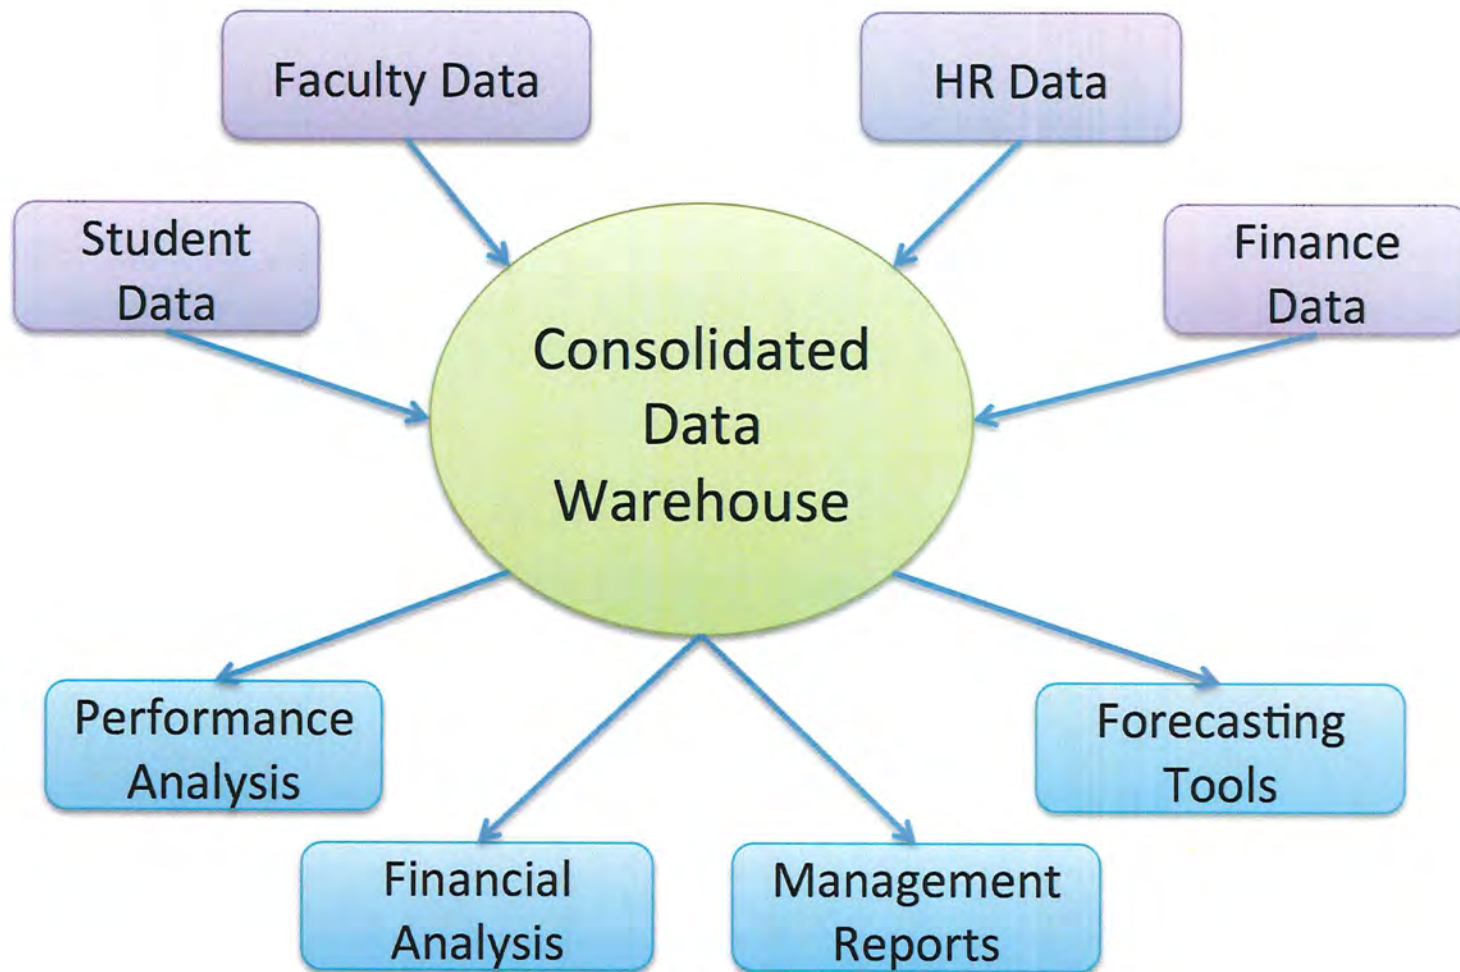 Faculty Data
HR Data
Student
Data
Finance
Data
Consolidated
Data
Warehouse
Performance
Analysis
Forecasting
Tools
Financial
Analysis
Management
Reports